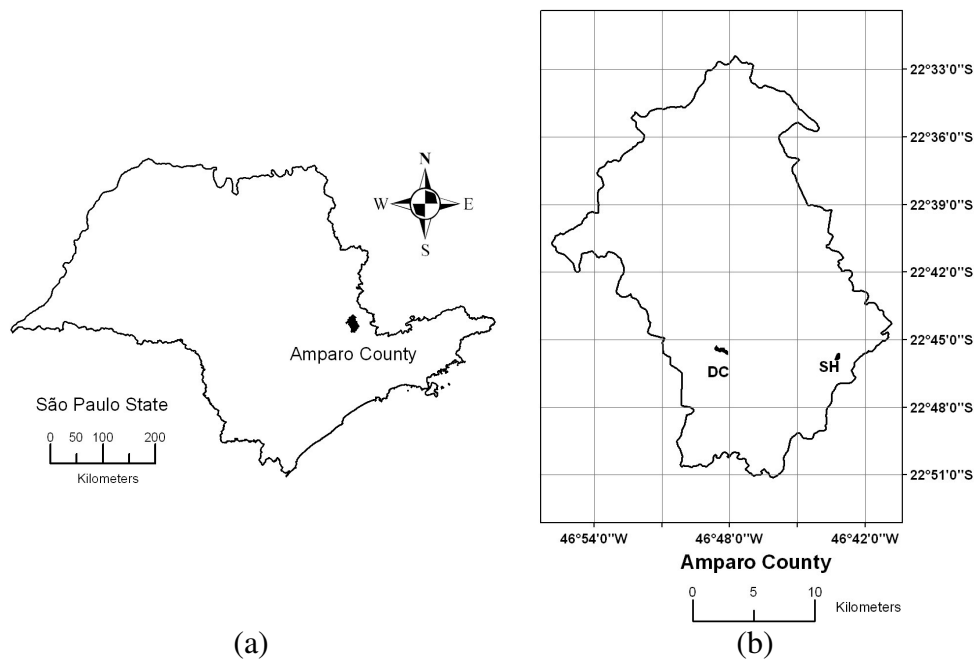 N
W E
S
Amparo County
São Paulo State
0 50 100 200
Kilometers
(a)
22°33'0"S
22°36'0"S
22°39'0"S
22°42'0"S
22°45'0"S
22°48'0"S
22°51'0"S
DC
SH
46°54'0"W 46°48'0"W 46°42'0"W
Amparo County
0 5 10
Kilometers
(b)